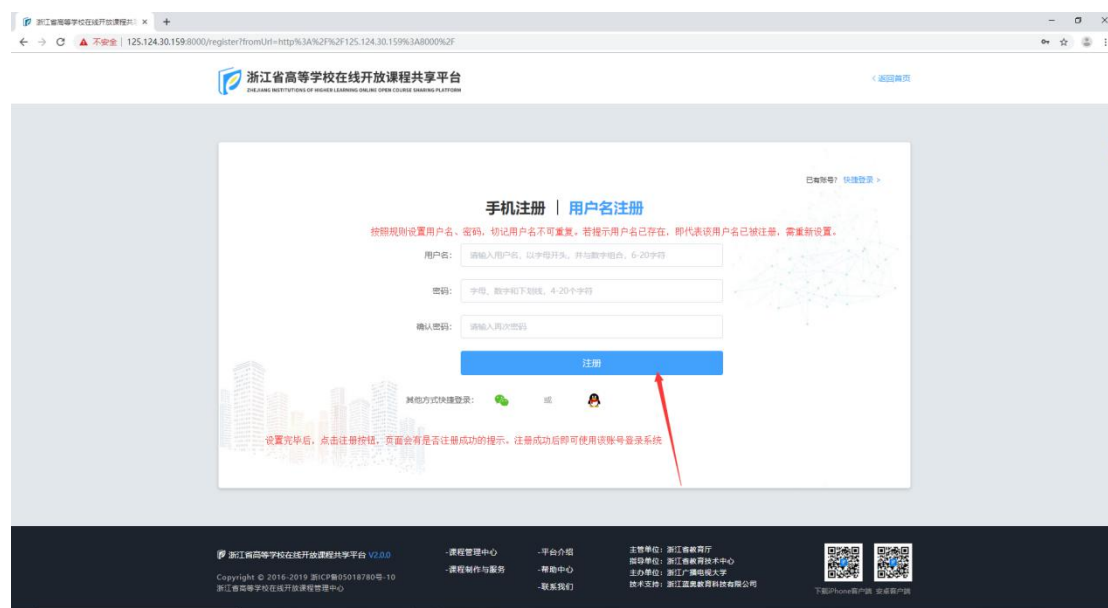 浙江省高等学校在线开放课程共
不安全 | 125.124.30.159:8000/register?fromUrl=http%3A%2F%2F125.124.30.159%3A8000%2F
浙江省高等学校在线开放课程共享平台
ZHEJIANG INSTITUTIONS OF HIGHER LEARNING ONLINE OPEN COURSE SHARING PLATFORM
<返回首页
已有账号? 快捷登录 >
手机注册 | 用户名注册
按照规则设置用户名、密码，切记用户名不可重复。若提示用户名已存在，即代表该用户名已被注册，需重新设置。
用户名: 请输入用户名，以字母开头，并与数字组合，6-20字符
密码: 字母、数字和下划线，4-20个字符
确认密码: 请输入再次密码
注册
其他方式快捷登录: 或
设置完毕后，点击注册按钮，页面会有是否注册成功的提示。注册成功后即可使用该账号登录系统
浙江省高等学校在线开放课程共享平台 V2.0.0
Copyright © 2016-2019 浙ICP备05018780号-10
浙江省高等学校在线开放课程管理中心
-课程管理中心
-课程制作与服务
-平台介绍
-帮助中心
-联系我们
主管单位: 浙江省教育厅
指导单位: 浙江省教育技术中心
主办单位: 浙江广播电视大学
技术支持: 浙江蓝奥教育科技有限公司
下载iPhone客户端 安卓客户端